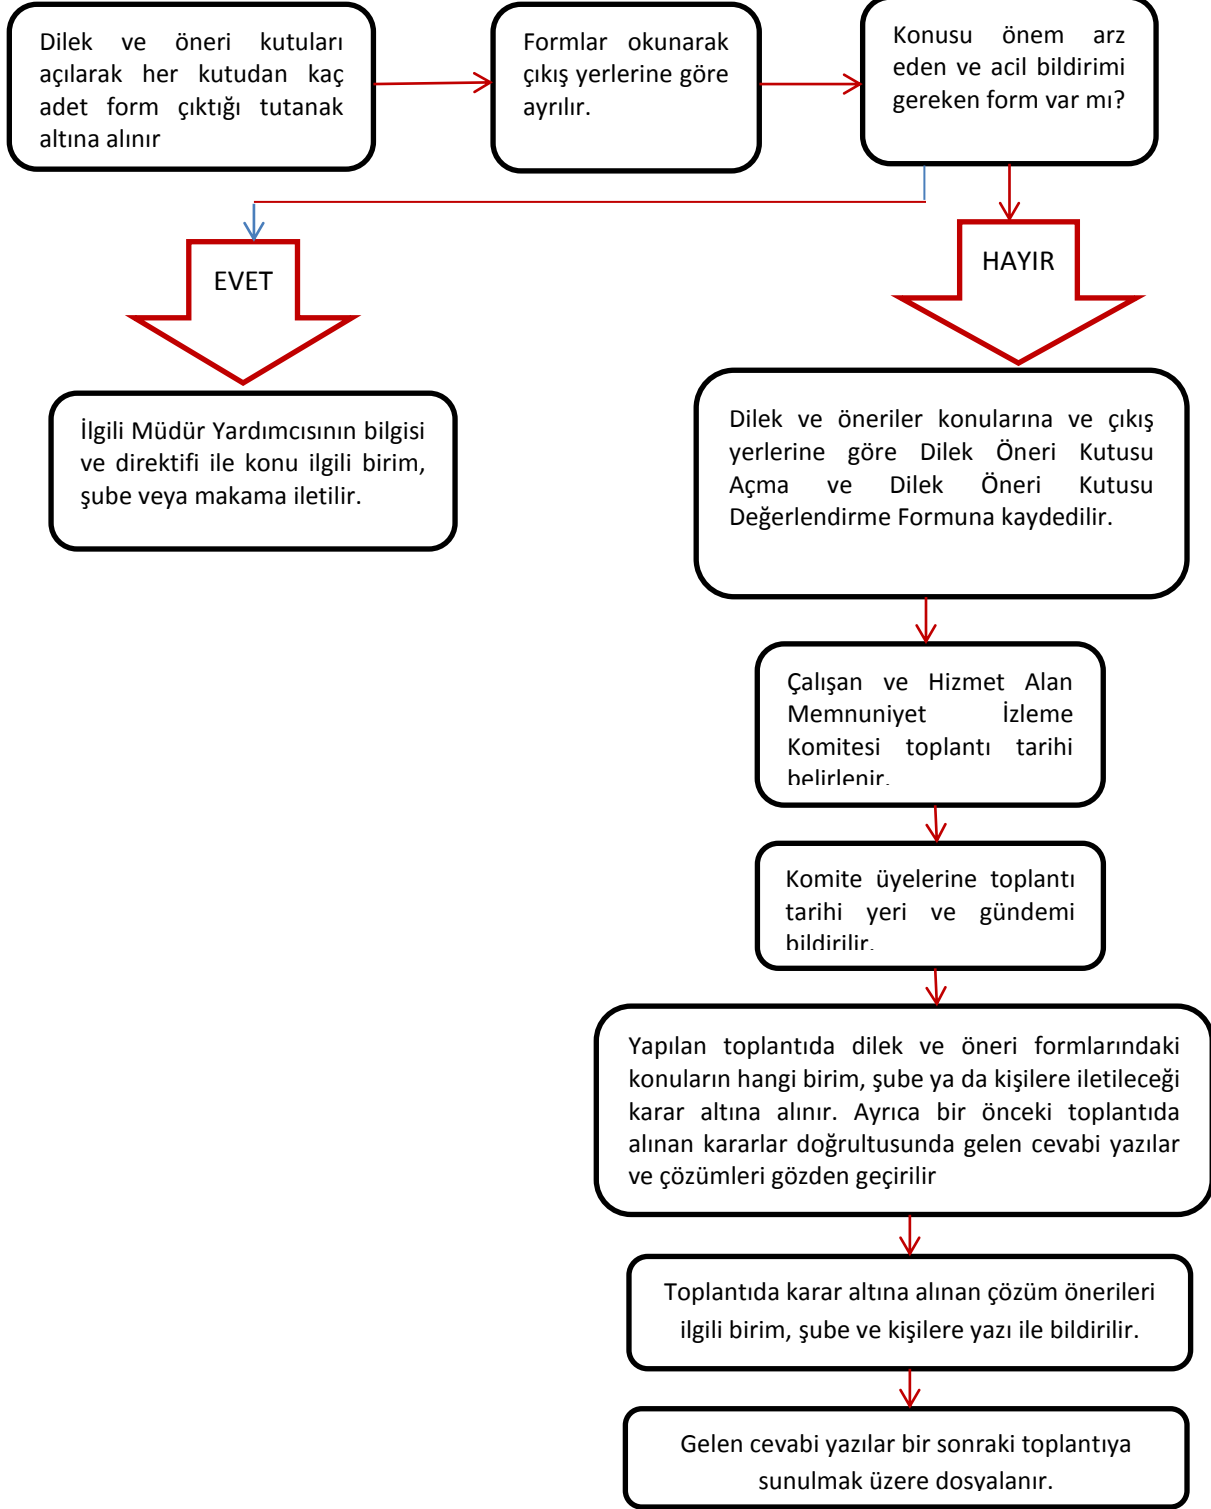 Dilek ve öneri kutuları
açılarak her kutudan kaç
adet form çıktığı tutanak
altına alınır
Formlar okunarak
çıkış yerlerine göre
ayrılır.
Konusu önem arz
eden ve acil bildirimi
gereken form var mı?
EVET
HAYIR
İlgili Müdür Yardımcısının bilgisi
ve direktifi ile konu ilgili birim,
şube veya makama iletilir.
Dilek ve öneriler konularına ve çıkış
yerlerine göre Dilek Öneri Kutusu
Açma ve Dilek Öneri Kutusu
Değerlendirme Formuna kaydedilir.
Çalışan ve Hizmet Alan
Memnuniyet İzleme
Komitesi toplantı tarihi
belirlenir.
Komite üyelerine toplantı
tarihi yeri ve gündemi
bildirilir.
Yapılan toplantıda dilek ve öneri formlarındaki
konuların hangi birim, şube ya da kişilere iletileceği
karar altına alınır. Ayrıca bir önceki toplantıda
alınan kararlar doğrultusunda gelen cevabi yazılar
ve çözümleri gözden geçirilir
Toplantıda karar altına alınan çözüm önerileri
ilgili birim, şube ve kişilere yazı ile bildirilir.
Gelen cevabi yazılar bir sonraki toplantıya
sunulmak üzere dosyalanır.